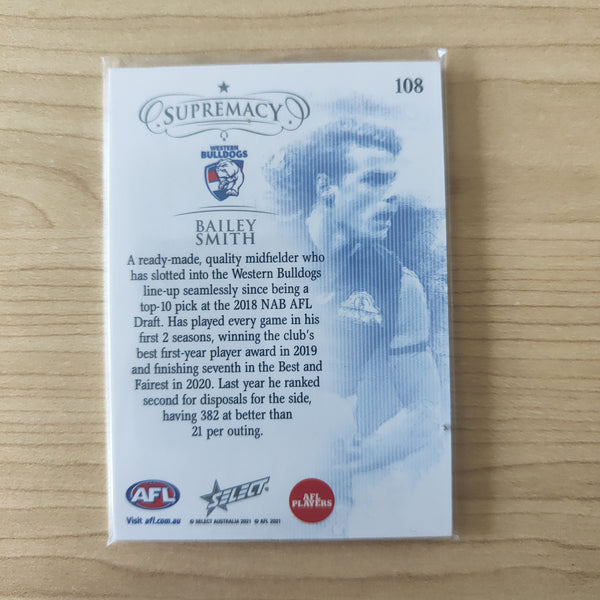 108
SUPREMACY
WESTERN
BULLDOGS
BAILEY
SMITH
A ready-made, quality midfielder who
has slotted into the Western Bulldogs
line-up seamlessly since being a
top-10 pick at the 2018 NAB AFL
Draft. Has played every game in his
first 2 seasons, winning the club's
best first-year player award in 2019
and finishing seventh in the Best and
Fairest in 2020. Last year he ranked
second for disposals for the side,
having 382 at better than
21 per outing.
AFL
Visit afl.com.au
SELECT
© SELECT AUSTRALIA 2021 © AFL 2021
AFL
PLAYERS